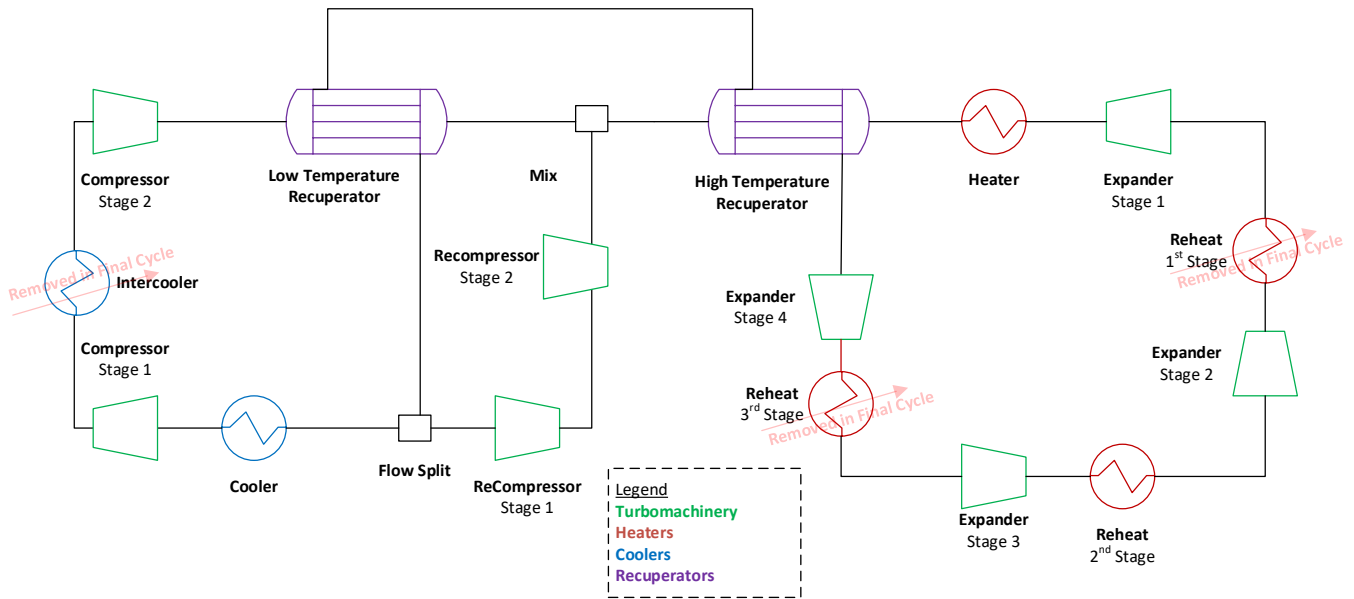 Compressor
Stage 2
Low Temperature
Recuperator
Mix
High Temperature
Recuperator
Heater
Expander
Stage 1
Removed in Final Cycle
Intercooler
Recompressor
Stage 2
Reheat
1st Stage
Removed in Final Cycle
Expander
Stage 4
Compressor
Stage 1
Expander
Stage 2
Reheat
3rd Stage
Removed in Final Cycle
Cooler
Flow Split
ReCompressor
Stage 1
Expander
Stage 3
Reheat
2nd Stage
Legend
Turbomachinery
Heaters
Coolers
Recuperators